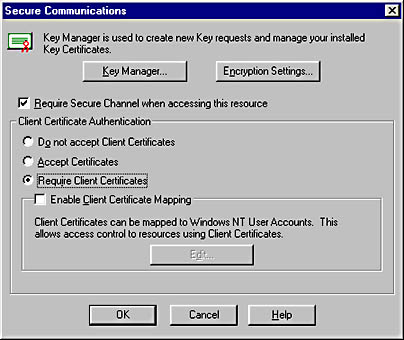 Secure Communications
Key Manager is used to create new Key requests and manage your installed
Key Certificates.
Key Manager...
Encryption Settings...
Require Secure Channel when accessing this resource
Client Certificate Authentication
Do not accept Client Certificates
Accept Certificates
Require Client Certificates
Enable Client Certificate Mapping
Client Certificates can be mapped to Windows NT User Accounts. This
allows access control to resources using Client Certificates.
Edit...
OK
Cancel
Help